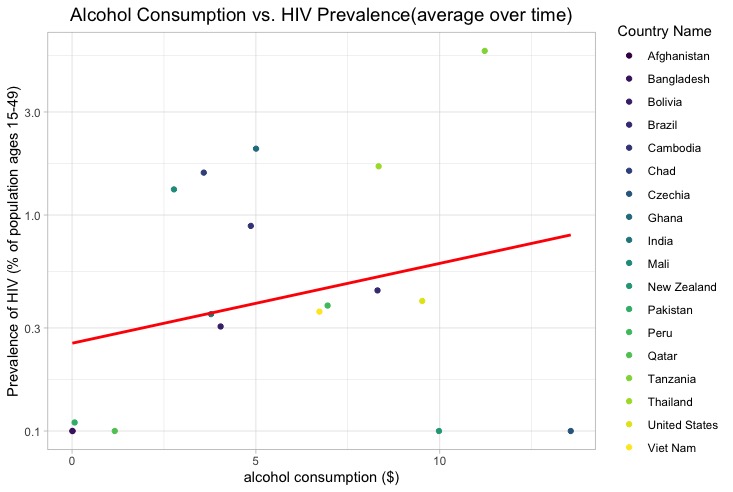 Alcohol Consumption vs. HIV Prevalence(average over time)
Prevalence of HIV (% of population ages 15-49)
3.0
1.0
0.3
0.1
0
5
10
alcohol consumption ($)
Country Name
Afghanistan
Bangladesh
Bolivia
Brazil
Cambodia
Chad
Czechia
Ghana
India
Mali
New Zealand
Pakistan
Peru
Qatar
Tanzania
Thailand
United States
Viet Nam